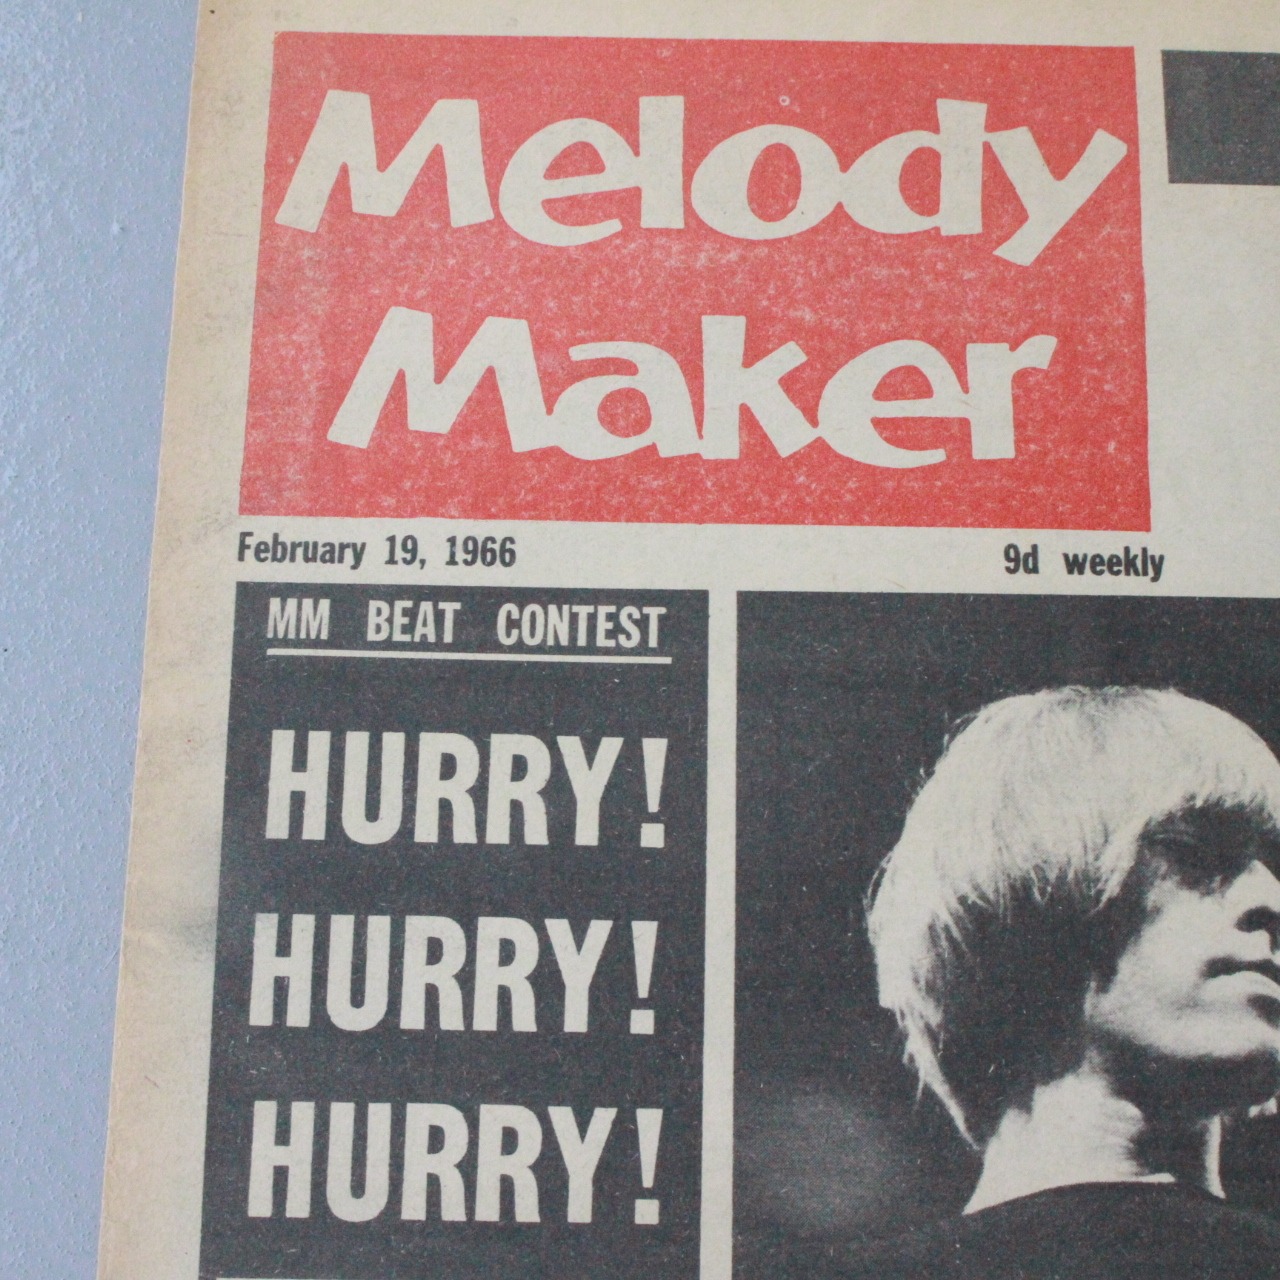 Melody
Maker
February 19, 1966
9d weekly
MM BEAT CONTEST
HURRY!
HURRY!
HURRY!